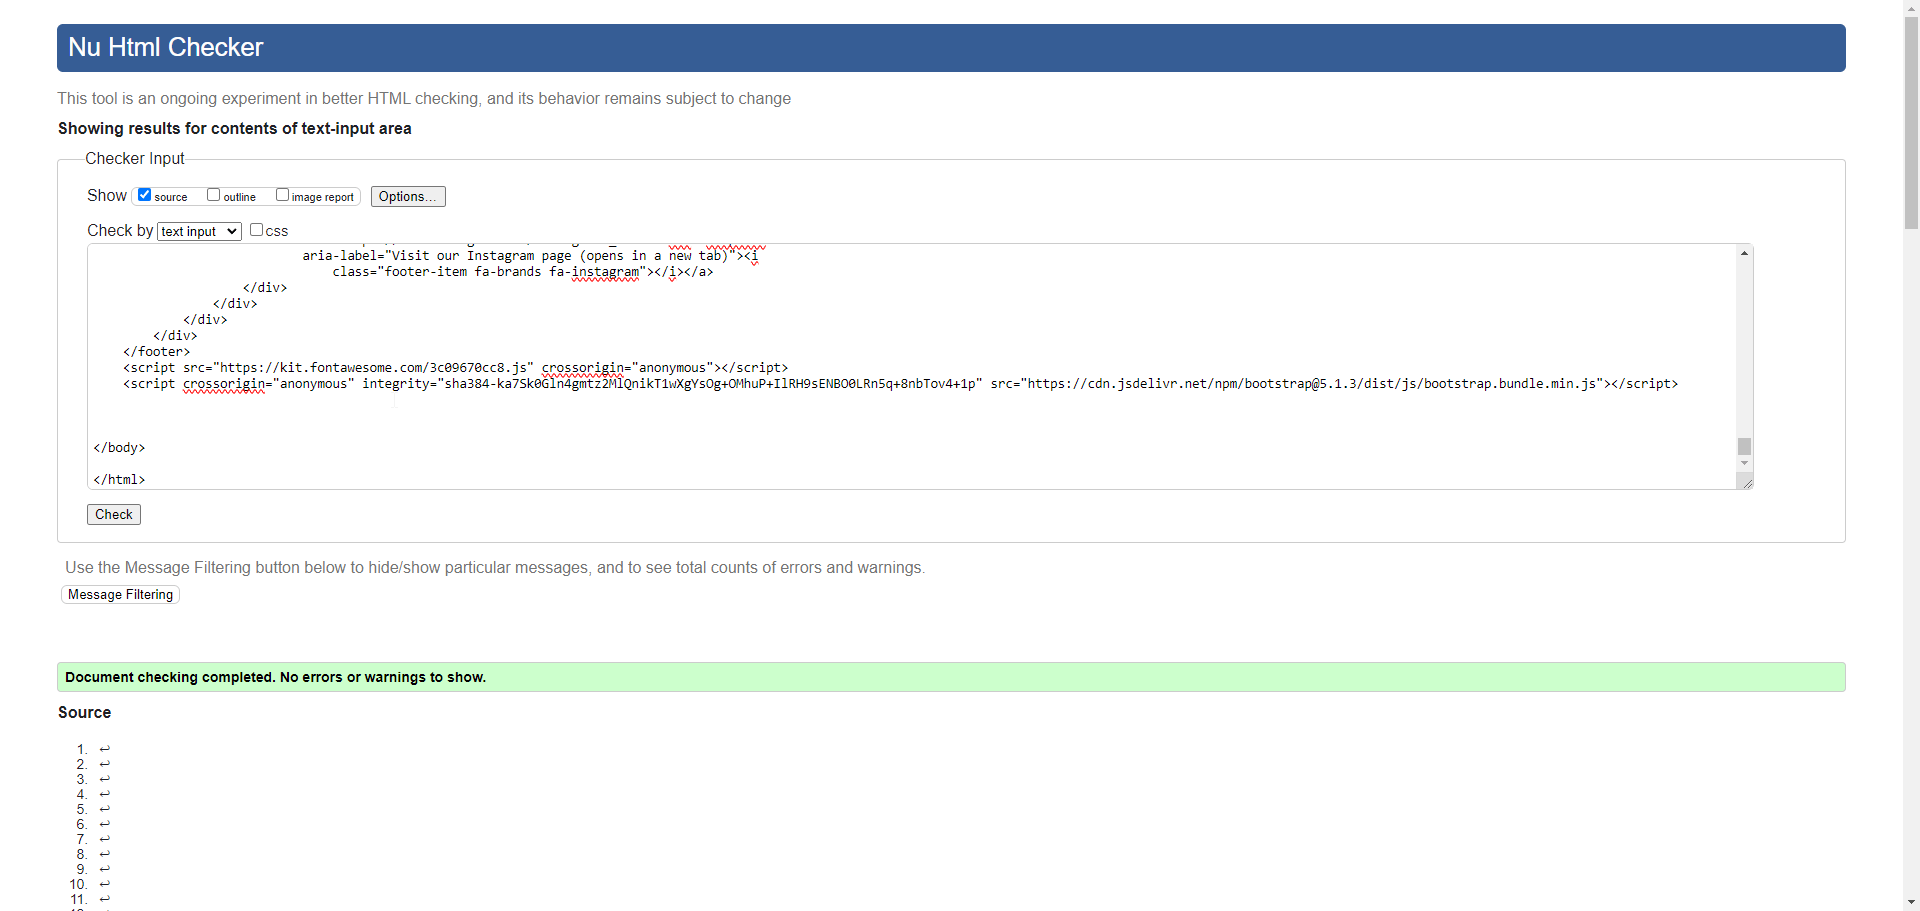 Nu Html Checker
This tool is an ongoing experiment in better HTML checking, and its behavior remains subject to change
Showing results for contents of text-input area
Checker Input
Show source outline image report Options...
Check by text input css
aria-label="Visit our Instagram page (opens in a new tab)"><i
class="footer-item fa-brands fa-instagram"></i></a>
</div>
</div>
</div>
</div>
</footer>
<script src="https://kit.fontawesome.com/3c09670cc8.js" crossorigin="anonymous"></script>
<script crossorigin="anonymous" integrity="sha384-ka7Sk0Gln4gmtz2MlQnikT1wXgYsOg+OMhuP+IlRH9sENBO0LRn5q+8nbTov4+1p" src="https://cdn.jsdelivr.net/npm/bootstrap@5.1.3/dist/js/bootstrap.bundle.min.js"></script>
</body>
</html>
Check
Use the Message Filtering button below to hide/show particular messages, and to see total counts of errors and warnings.
Message Filtering
Document checking completed. No errors or warnings to show.
Source
1. ↩
2. ↩
3. ↩
4. ↩
5. ↩
6. ↩
7. ↩
8. ↩
9. ↩
10. ↩
11. ↩